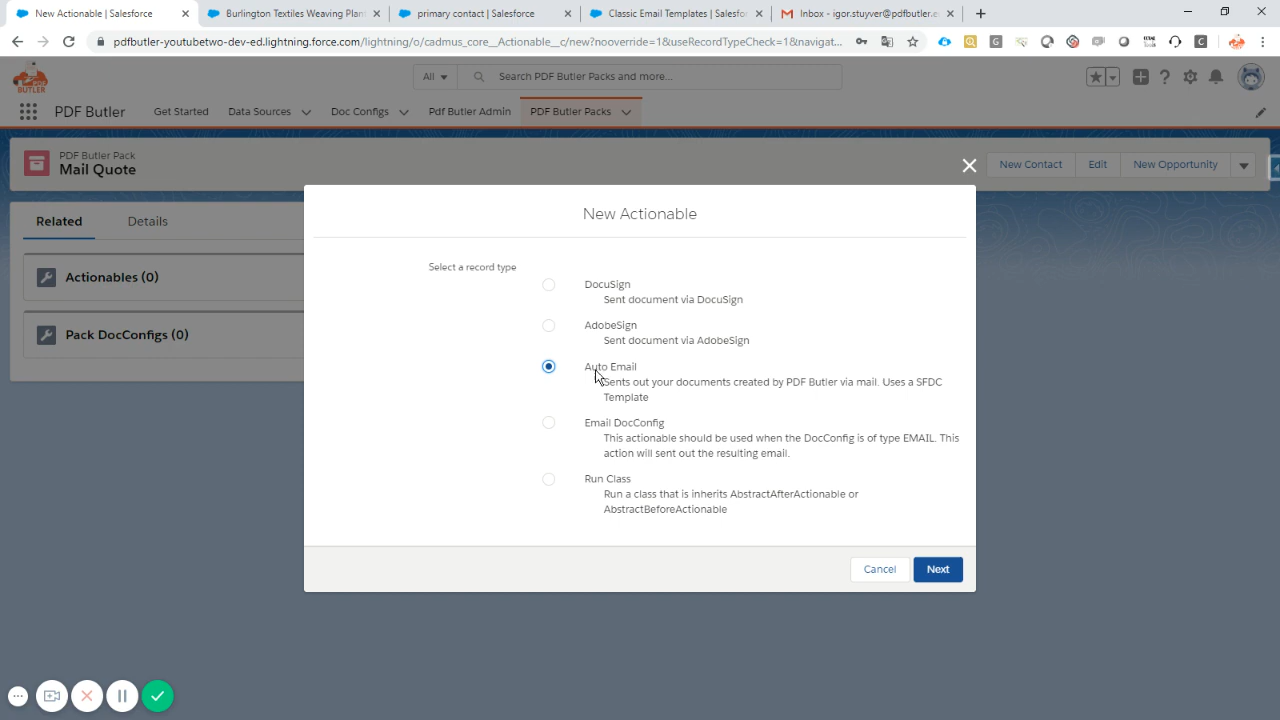 New Actionable | Salesforce
Burlington Textiles Weaving Plan
primary contact | Salesforce
Classic Email Templates | Salesfo
Inbox - igor.stuyver@pdfbutler.e
pdfbutler-youtubetwo-dev-ed.lightning.force.com/lightning/o/cadmus_core__Actionable__c/new?nooverride=1&useRecordTypeCheck=1&navigat...
BUTLER
All
Search PDF Butler Packs and more...
PDF Butler
Get Started
Data Sources
Doc Configs
Pdf Butler Admin
PDF Butler Packs
PDF Butler Pack
Mail Quote
New Contact
Edit
New Opportunity
Related
Details
Actionables (0)
Pack DocConfigs (0)
New Actionable
Select a record type
DocuSign
Sent document via DocuSign
AdobeSign
Sent document via AdobeSign
Auto Email
Sents out your documents created by PDF Butler via mail. Uses a SFDC
Template
Email DocConfig
This actionable should be used when the DocConfig is of type EMAIL. This
action will sent out the resulting email.
Run Class
Run a class that is inherits AbstractAfterActionable or
AbstractBeforeActionable
Cancel
Next